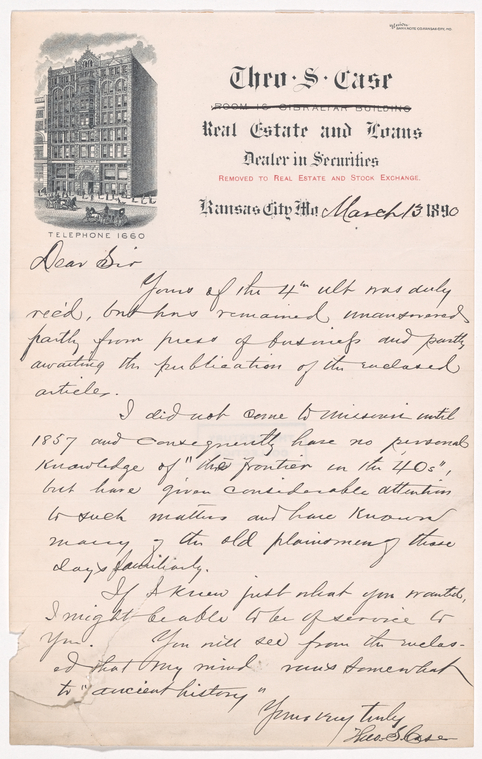 Theo. S. Case
ROOM 16 GIBRALTAR BUILDING
Real Estate and Loans
Dealer in Securities
REMOVED TO REAL ESTATE AND STOCK EXCHANGE.
Kansas City, Mo. March 13 1890
TELEPHONE 1660
Dear Sir
Yours of the 4th ult was duly
rec'd, but has remained unanswered
partly from press of business and partly
awaiting the publication of the enclosed
articles.
I did not come to Missouri until
1857 and consequently have no personal
knowledge of "the Frontier in the 40s",
but have given considerable attention
to such matters and have known
many of the old plainsmen of those
days familiarly.
If I knew just what you wanted,
I might be able to be of service to
you. You will see from the enclos-
ed that my mind runs somewhat
to "ancient history"
Yours very truly
Theo. S. Case